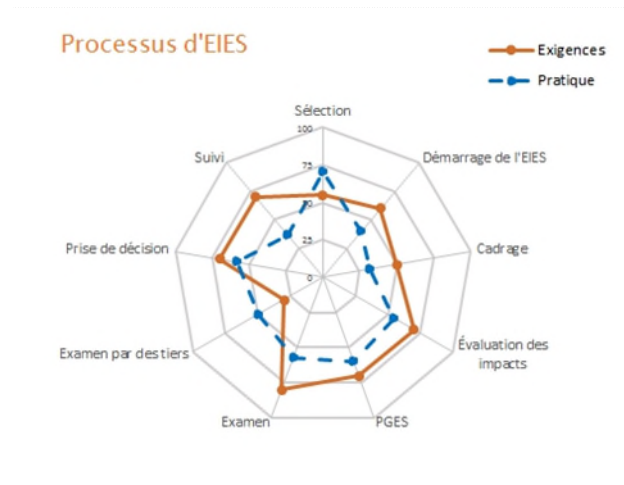 Processus d'EIES
Exigences
Pratique
Sélection
100
75
50
25
0
Démarrage de l'EIES
Cadrage
Évaluation des
impacts
PGES
Examen
Examen par des tiers
Prise de décision
Suivi